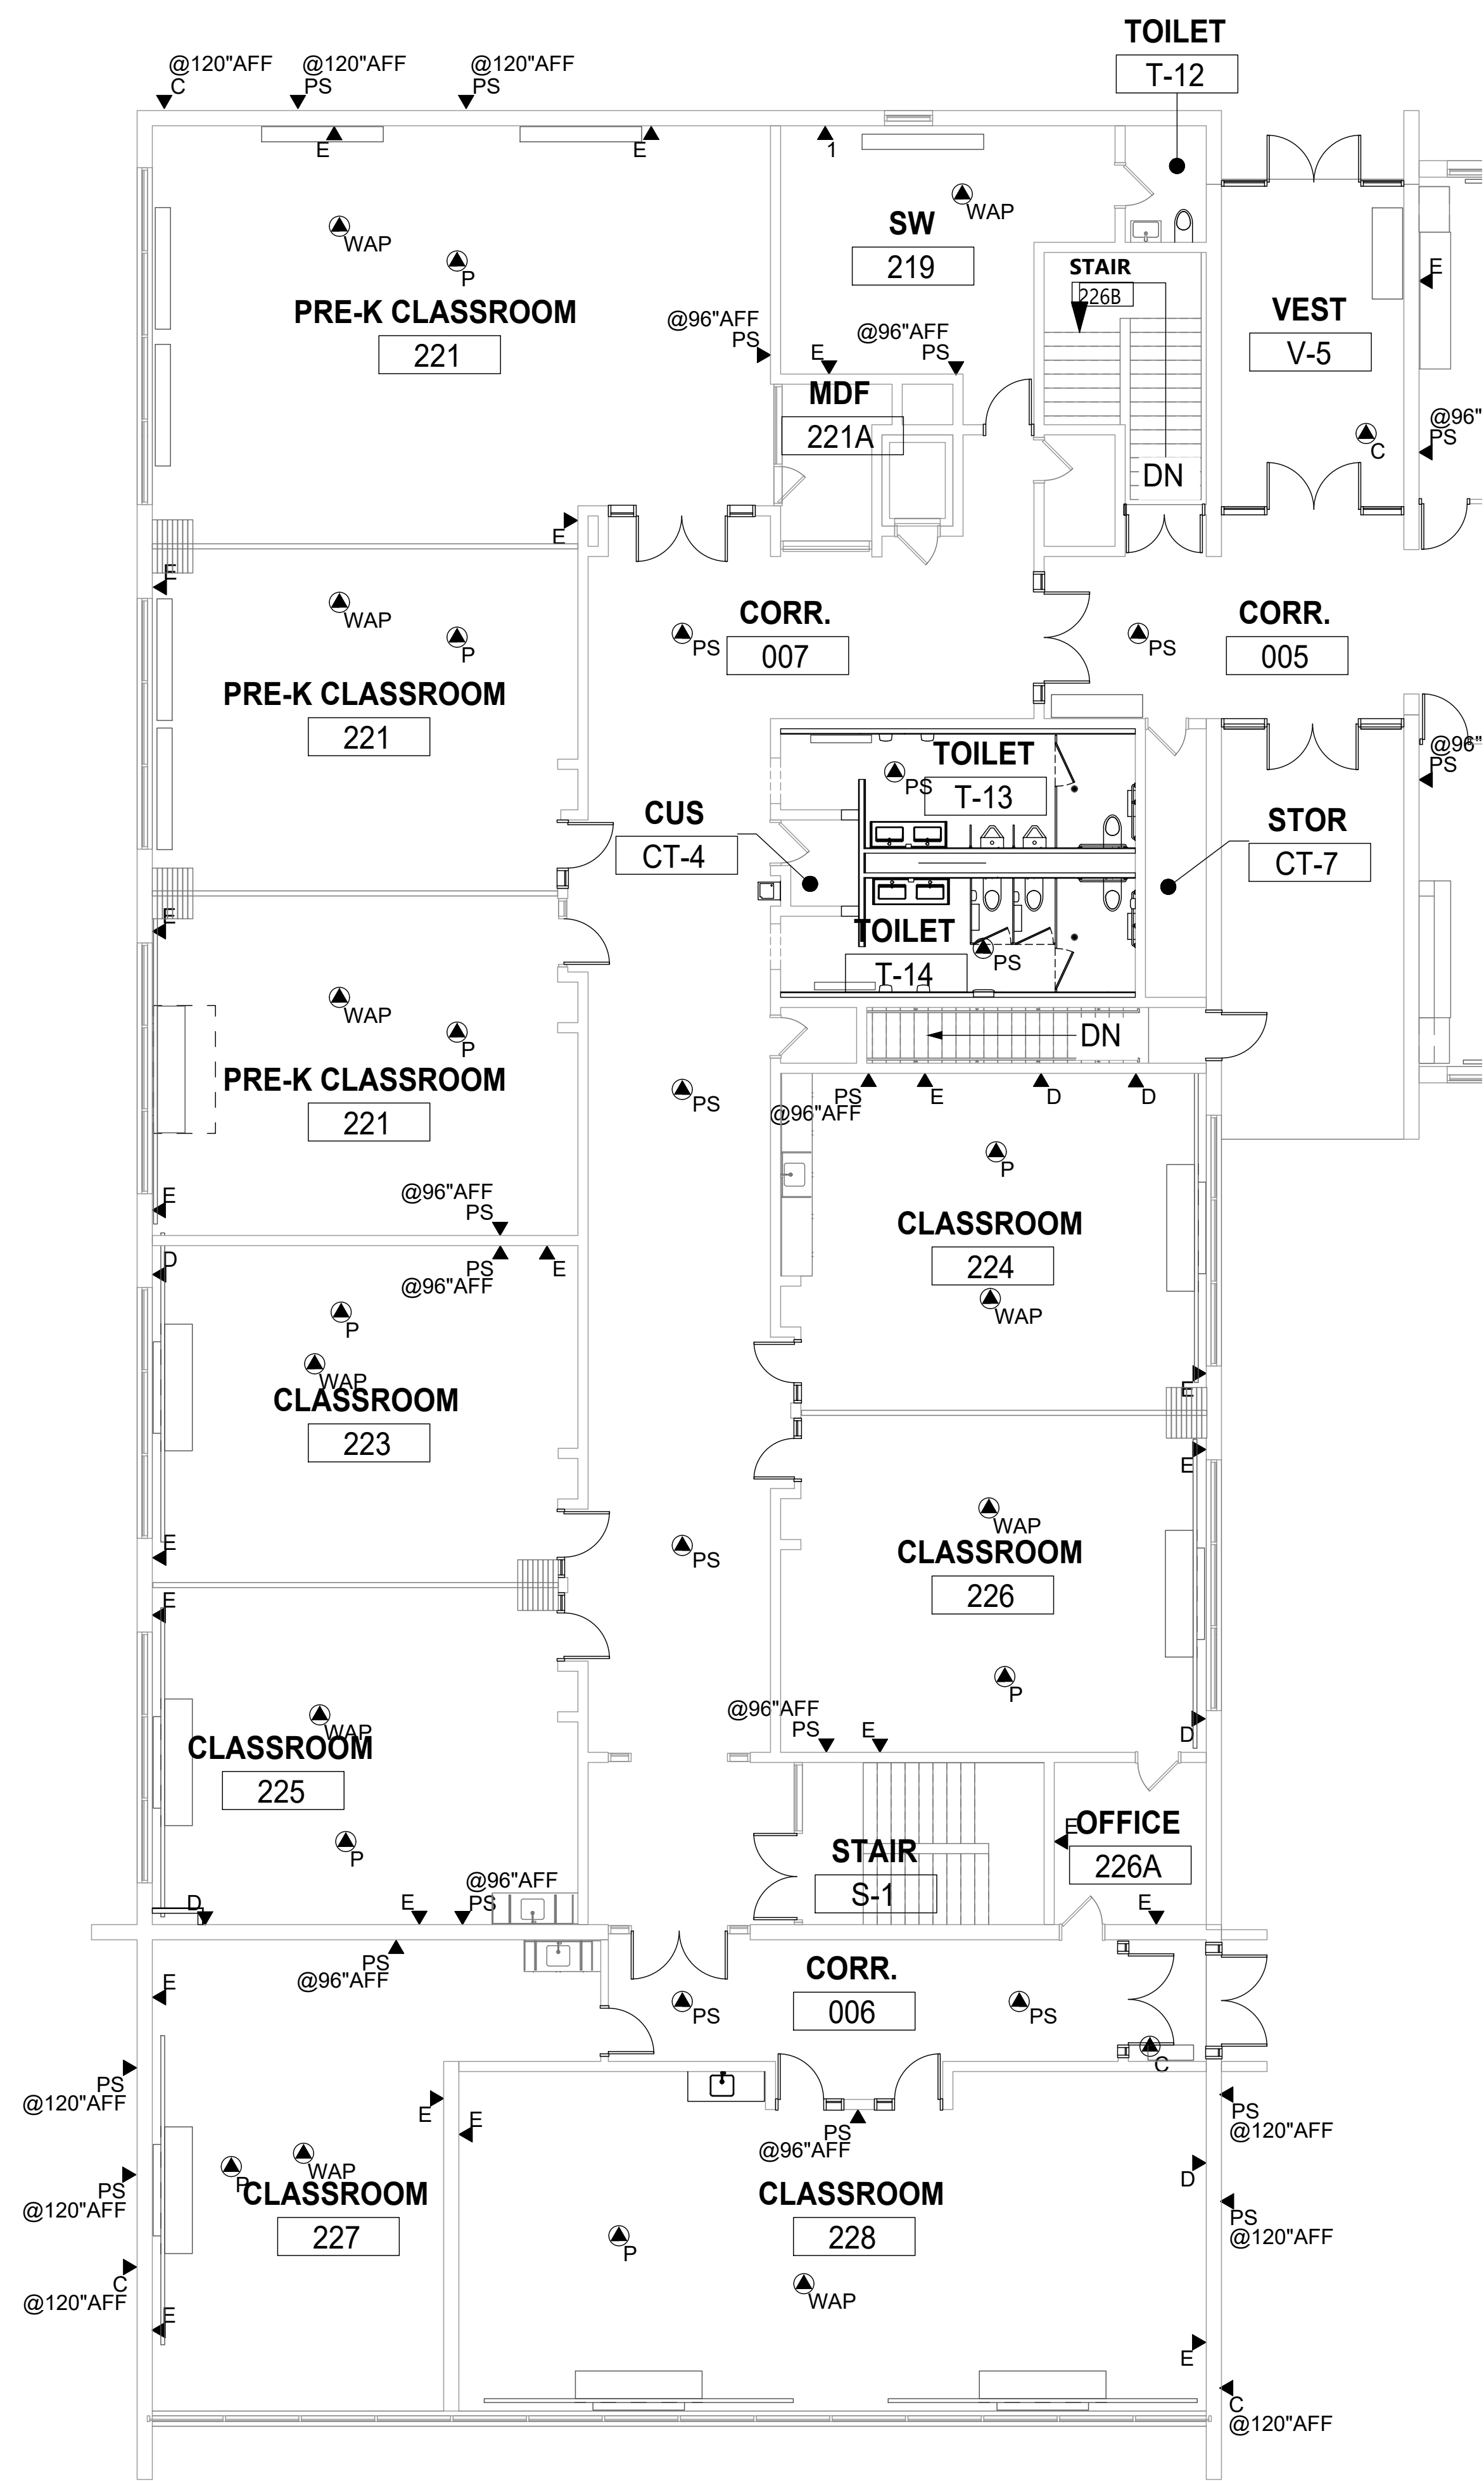 TOILET
T-12
@120"AFF
C
@120"AFF
PS
@120"AFF
PS
E
E
1
WAP
P
WAP
SW
219
STAIR
226B
PRE-K CLASSROOM
221
VEST
V-5
E
@96"AFF
PS
E
@96"AFF
PS
MDF
221A
C
@96"
PS
DN
E
E
WAP
P
CORR.
007
PS
PS
CORR.
005
PRE-K CLASSROOM
221
@96"
PS
TOILET
T-13
PS
CUS
CT-4
STOR
CT-7
E
TOILET
T-14
PS
WAP
P
DN
PRE-K CLASSROOM
221
PS
PS
@96"AFF
E
D
D
P
E
@96"AFF
PS
CLASSROOM
224
D
PS
@96"AFF
E
P
WAP
WAP
CLASSROOM
223
E
E
WAP
E
PS
CLASSROOM
226
E
P
WAP
@96"AFF
PS
E
D
CLASSROOM
225
P
E
OFFICE
226A
STAIR
S-1
@96"AFF
D
E
PS
E
PS
@96"AFF
E
CORR.
006
PS
PS
C
PS
@120"AFF
E
E
PS
@96"AFF
PS
@120"AFF
P
WAP
D
PS
@120"AFF
CLASSROOM
227
CLASSROOM
228
PS
@120"AFF
P
C
@120"AFF
WAP
E
E
C
@120"AFF